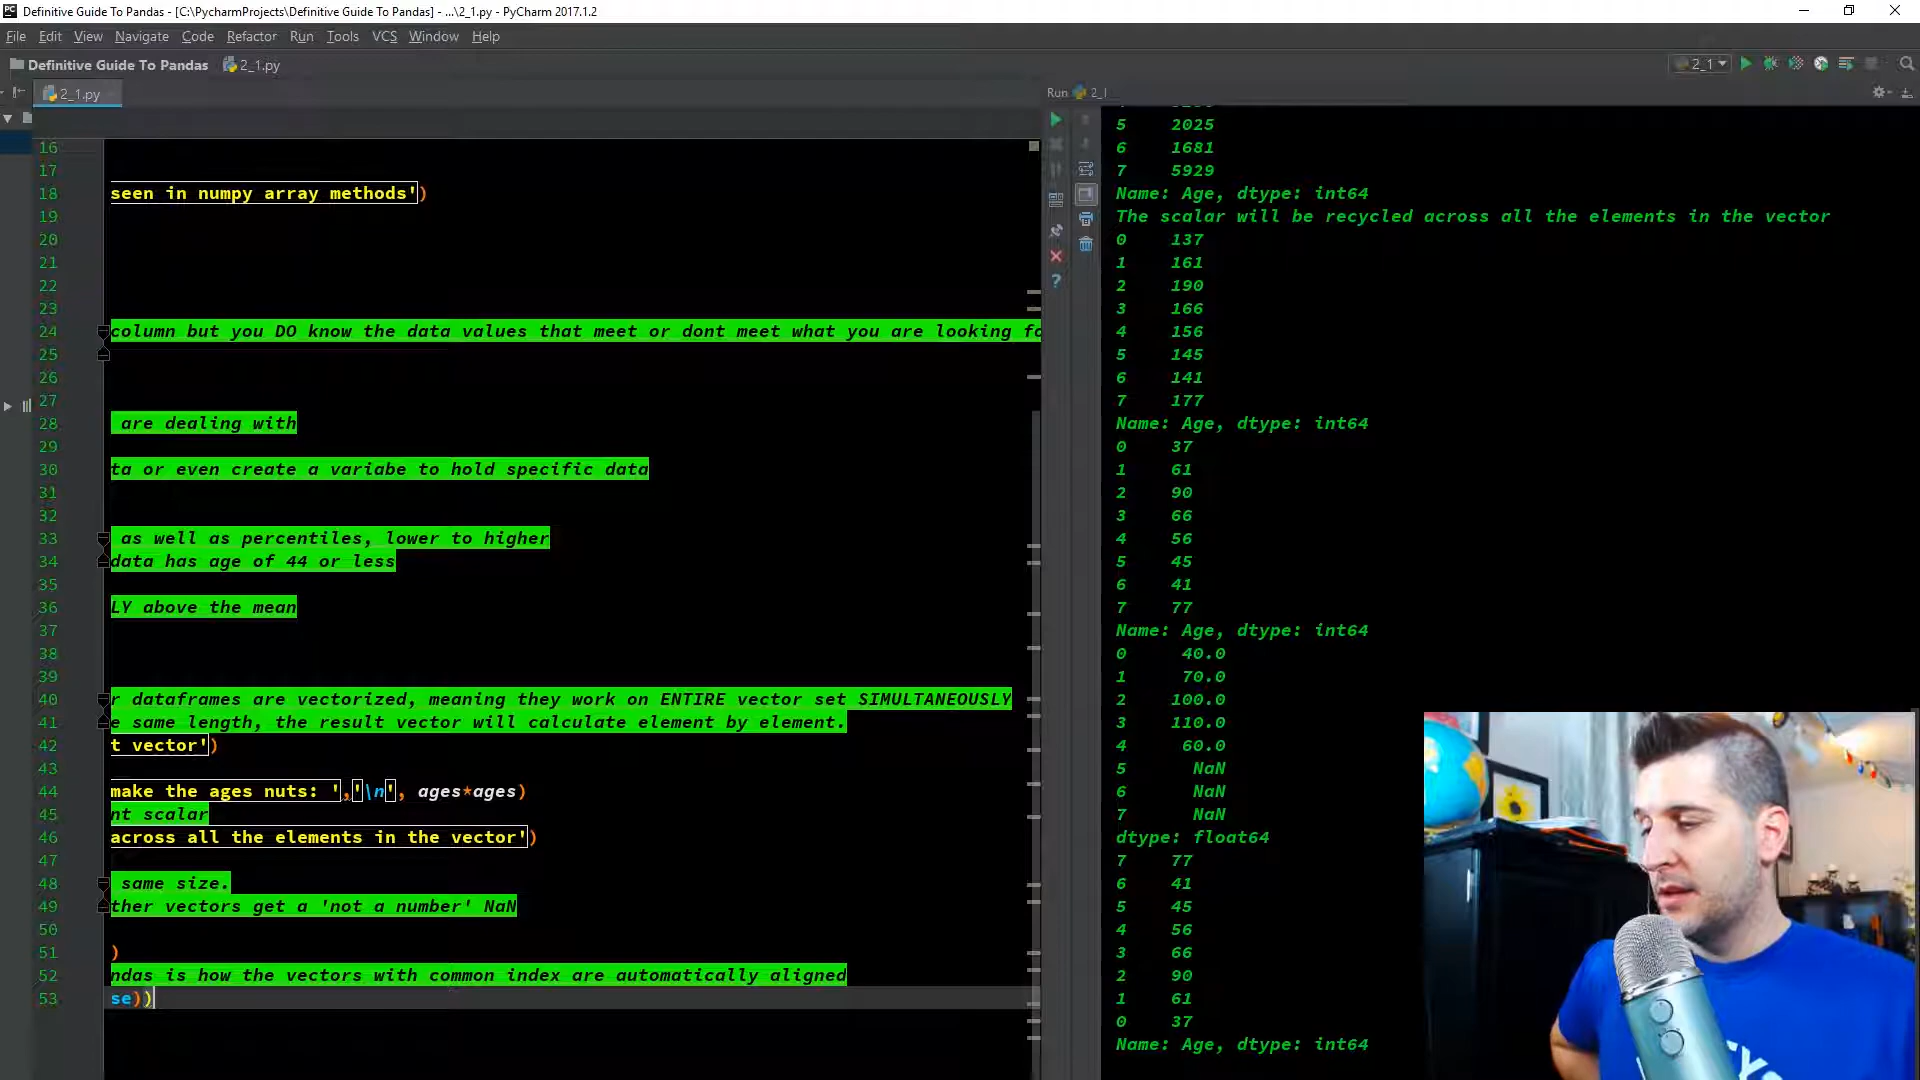 Definitive Guide To Pandas - [C:\PycharmProjects\Definitive Guide To Pandas] - ...\2_1.py - PyCharm 2017.1.2
File Edit View Navigate Code Refactor Run Tools VCS Window Help
Definitive Guide To Pandas 2_1.py
2_1
2_1.py
16
17
18 seen in numpy array methods')
19
20
21
22
23
24 column but you DO know the data values that meet or dont meet what you are looking fo
25
26
27
28 are dealing with
29
30 ta or even create a variabe to hold specific data
31
32
33 as well as percentiles, lower to higher
34 data has age of 44 or less
35
36 LY above the mean
37
38
39
40 r dataframes are vectorized, meaning they work on ENTIRE vector set SIMULTANEOUSLY
41 e same length, the result vector will calculate element by element.
42 t vector')
43
44 make the ages nuts: ','\n', ages*ages)
45 nt scalar
46 across all the elements in the vector')
47
48 same size.
49 ther vectors get a 'not a number' NaN
50
51 )
52 ndas is how the vectors with common index are automatically aligned
53 se))
Run 2_1
5 2025
6 1681
7 5929
Name: Age, dtype: int64
The scalar will be recycled across all the elements in the vector
0 137
1 161
2 190
3 166
4 156
5 145
6 141
7 177
Name: Age, dtype: int64
0 37
1 61
2 90
3 66
4 56
5 45
6 41
7 77
Name: Age, dtype: int64
0 40.0
1 70.0
2 100.0
3 110.0
4 60.0
5 NaN
6 NaN
7 NaN
dtype: float64
7 77
6 41
5 45
4 56
3 66
2 90
1 61
0 37
Name: Age, dtype: int64